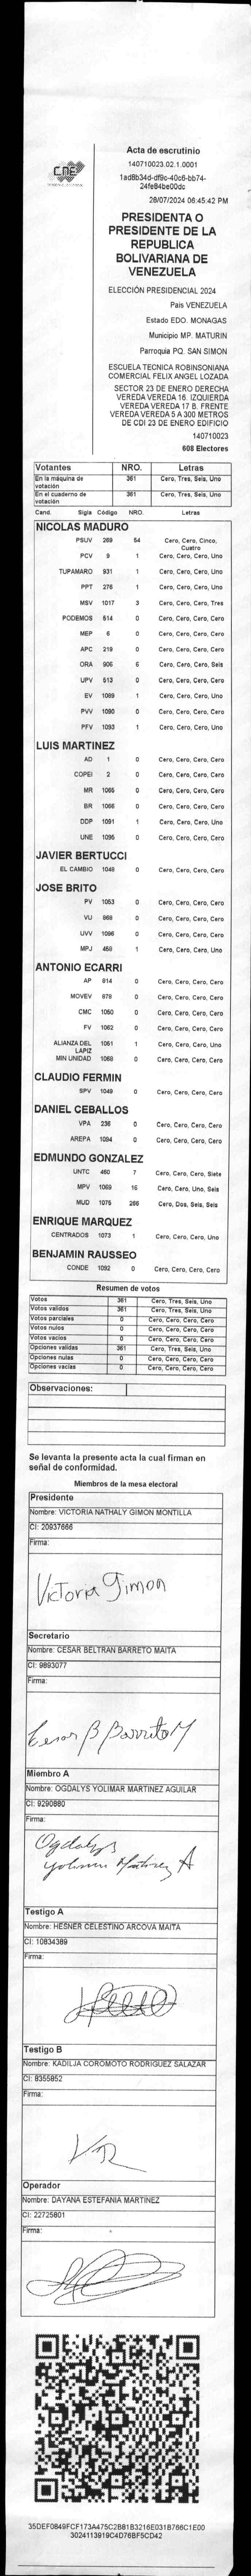 CNE
Acta de escrutinio
140710023.02.1.0001
1ad8b34d-df9c-40c6-bb74-
24fe84be00dc
28/07/2024 06:45:42 PM
PRESIDENTA O
PRESIDENTE DE LA
REPUBLICA
BOLIVARIANA DE
VENEZUELA
ELECCIÓN PRESIDENCIAL 2024
Pais VENEZUELA
Estado EDO. MONAGAS
Municipio MP. MATURIN
Parroquia PQ. SAN SIMON
ESCUELA TECNICA ROBINSONIANA
COMERCIAL FELIX ANGEL LOZADA
SECTOR 23 DE ENERO DERECHA
VEREDA VEREDA 16. IZQUIERDA
VEREDA VEREDA 17 B. FRENTE
VEREDA VEREDA 5 A 300 METROS
DE CDI 23 DE ENERO EDIFICIO
140710023
608 Electores
Votantes NRO. Letras
En la máquina de votación 361 Cero, Tres, Seis, Uno
En el cuaderno de votación 361 Cero, Tres, Seis, Uno
Cand. Sigla Código NRO. Letras
NICOLAS MADURO
PSUV 269 54 Cero, Cero, Cinco, Cuatro
PCV 9 1 Cero, Cero, Cero, Uno
TUPAMARO 931 1 Cero, Cero, Cero, Uno
PPT 276 1 Cero, Cero, Cero, Uno
MSV 1017 3 Cero, Cero, Cero, Tres
PODEMOS 514 0 Cero, Cero, Cero, Cero
MEP 6 0 Cero, Cero, Cero, Cero
APC 219 0 Cero, Cero, Cero, Cero
ORA 906 6 Cero, Cero, Cero, Seis
UPV 513 0 Cero, Cero, Cero, Cero
EV 1089 1 Cero, Cero, Cero, Uno
PVV 1090 0 Cero, Cero, Cero, Cero
PFV 1093 1 Cero, Cero, Cero, Uno
LUIS MARTINEZ
AD 1 0 Cero, Cero, Cero, Cero
COPEI 2 0 Cero, Cero, Cero, Cero
MR 1065 0 Cero, Cero, Cero, Cero
BR 1066 0 Cero, Cero, Cero, Cero
DDP 1091 1 Cero, Cero, Cero, Uno
UNE 1095 0 Cero, Cero, Cero, Cero
JAVIER BERTUCCI
EL CAMBIO 1048 0 Cero, Cero, Cero, Cero
JOSE BRITO
PV 1053 0 Cero, Cero, Cero, Cero
VU 868 0 Cero, Cero, Cero, Cero
UVV 1096 0 Cero, Cero, Cero, Cero
MPJ 458 1 Cero, Cero, Cero, Uno
ANTONIO ECARRI
AP 914 0 Cero, Cero, Cero, Cero
MOVEV 878 0 Cero, Cero, Cero, Cero
CMC 1050 0 Cero, Cero, Cero, Cero
FV 1062 0 Cero, Cero, Cero, Cero
ALIANZA DEL LAPIZ 1051 1 Cero, Cero, Cero, Uno
MIN UNIDAD 1088 0 Cero, Cero, Cero, Cero
CLAUDIO FERMIN
SPV 1049 0 Cero, Cero, Cero, Cero
DANIEL CEBALLOS
VPA 236 0 Cero, Cero, Cero, Cero
AREPA 1094 0 Cero, Cero, Cero, Cero
EDMUNDO GONZALEZ
UNTC 460 7 Cero, Cero, Cero, Siete
MPV 1069 16 Cero, Cero, Uno, Seis
MUD 1075 266 Cero, Dos, Seis, Seis
ENRIQUE MARQUEZ
CENTRADOS 1073 1 Cero, Cero, Cero, Uno
BENJAMIN RAUSSEO
CONDE 1092 0 Cero, Cero, Cero, Cero
Resumen de votos
Votos 361 Cero, Tres, Seis, Uno
Votos validos 361 Cero, Tres, Seis, Uno
Votos parciales 0 Cero, Cero, Cero, Cero
Votos nulos 0 Cero, Cero, Cero, Cero
Votos vacios 0 Cero, Cero, Cero, Cero
Opciones validas 361 Cero, Tres, Seis, Uno
Opciones nulas 0 Cero, Cero, Cero, Cero
Opciones vacias 0 Cero, Cero, Cero, Cero
Observaciones:
Se levanta la presente acta la cual firman en
señal de conformidad.
Miembros de la mesa electoral
Presidente
Nombre: VICTORIA NATHALY GIMON MONTILLA
CI: 20937666
Firma:
Victoria Gimon
Secretario
Nombre: CESAR BELTRAN BARRETO MAITA
CI: 9893077
Firma:
Cesar B Barreto M
Miembro A
Nombre: OGDALYS YOLIMAR MARTINEZ AGUILAR
CI: 9290880
Firma:
Ogdalys
Yolimar Martinez A
Testigo A
Nombre: HESNER CELESTINO ARCOVA MAITA
CI: 10834389
Firma:
Testigo B
Nombre: KADILJA COROMOTO RODRIGUEZ SALAZAR
CI: 8355852
Firma:
Operador
Nombre: DAYANA ESTEFANIA MARTINEZ
CI: 22725801
Firma:
35DEF0849FCF173A475C2B81B3216E031B766C1E00
3024113919C4D76BF5CD42